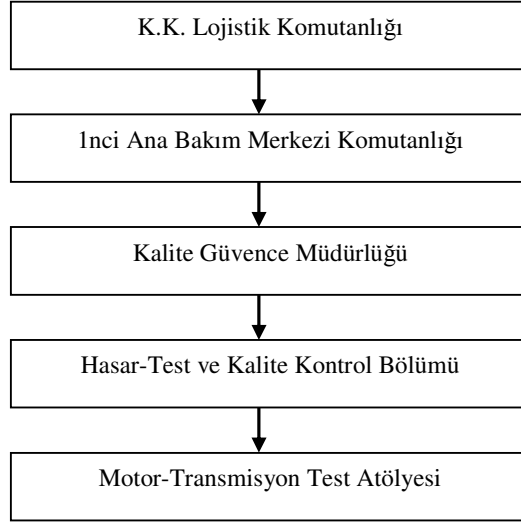 K.K. Lojistik Komutanlığı
1nci Ana Bakım Merkezi Komutanlığı
Kalite Güvence Müdürlüğü
Hasar-Test ve Kalite Kontrol Bölümü
Motor-Transmisyon Test Atölyesi